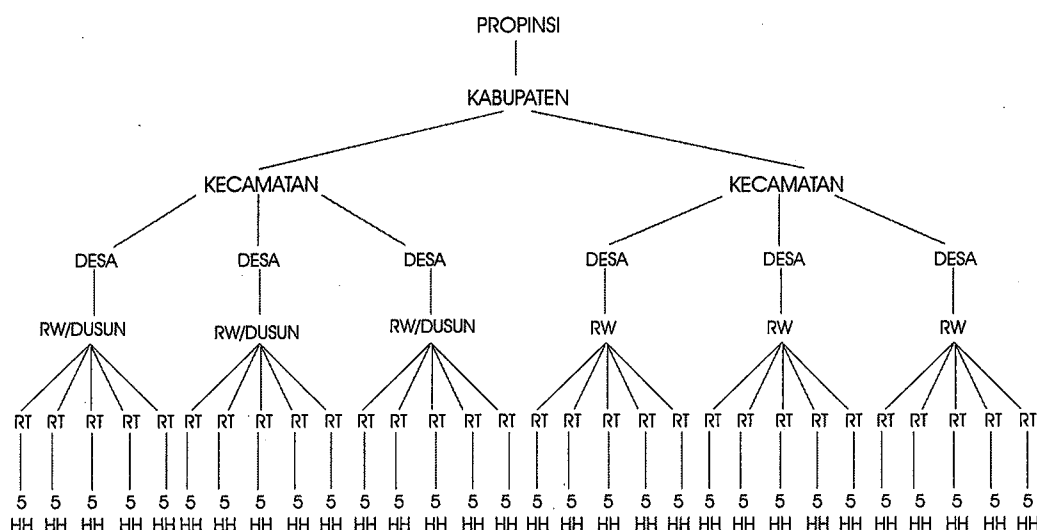 PROPINSI
KABUPATEN
KECAMATAN KECAMATAN
DESA DESA DESA DESA DESA DESA
RW/DUSUN RW/DUSUN RW/DUSUN RW RW RW
RT RT RT RT RT RT RT RT RT RT RT RT RT RT RT RT RT RT RT RT RT RT RT RT RT RT RT RT RT RT
5 5 5 5 5 5 5 5 5 5 5 5 5 5 5 5 5 5 5 5 5 5 5 5 5 5 5 5 5 5
HH HH HH HH HH HH HH HH HH HH HH HH HH HH HH HH HH HH HH HH HH HH HH HH HH HH HH HH HH HH